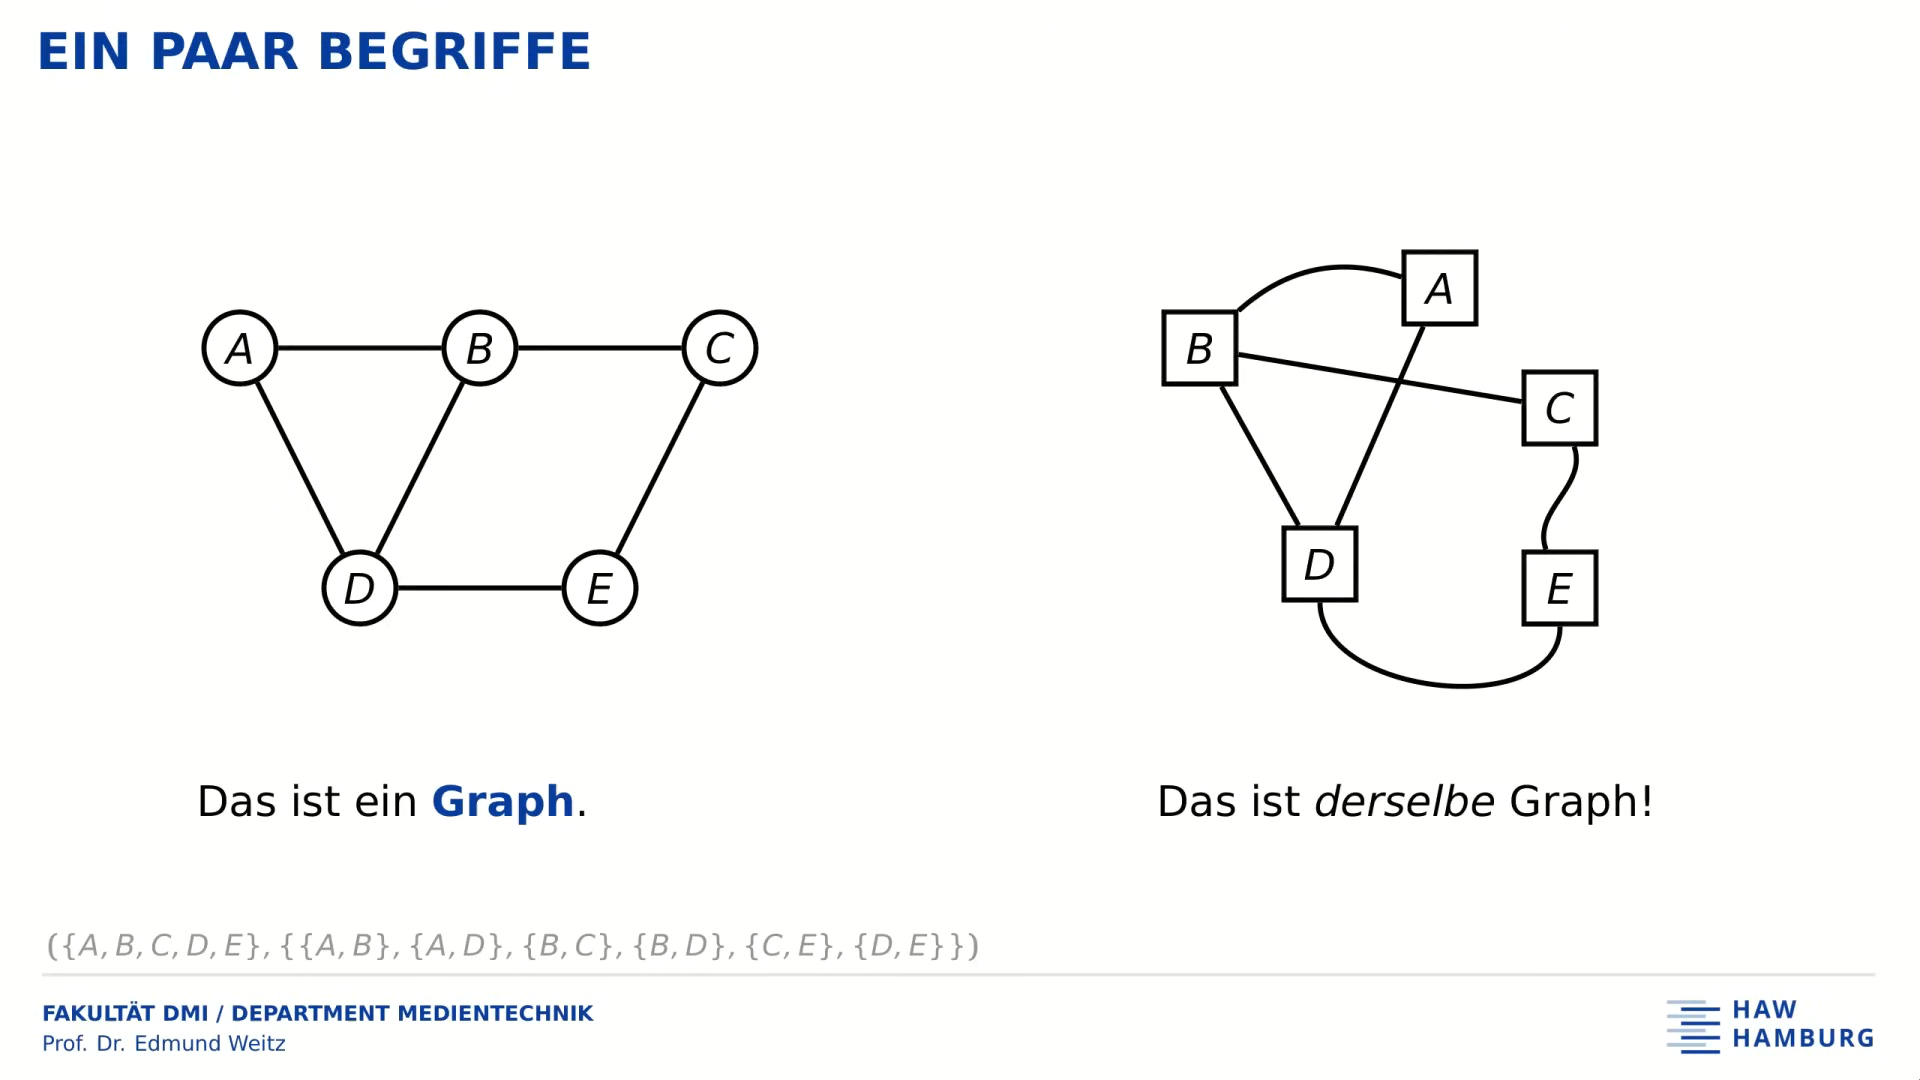 EIN PAAR BEGRIFFE
A
B
C
D
E
A
B
C
D
E
Das ist ein Graph.
Das ist derselbe Graph!
({A, B, C, D, E}, {{A, B}, {A, D}, {B, C}, {B, D}, {C, E}, {D, E}})
FAKULTÄT DMI / DEPARTMENT MEDIENTECHNIK
Prof. Dr. Edmund Weitz
HAW
HAMBURG